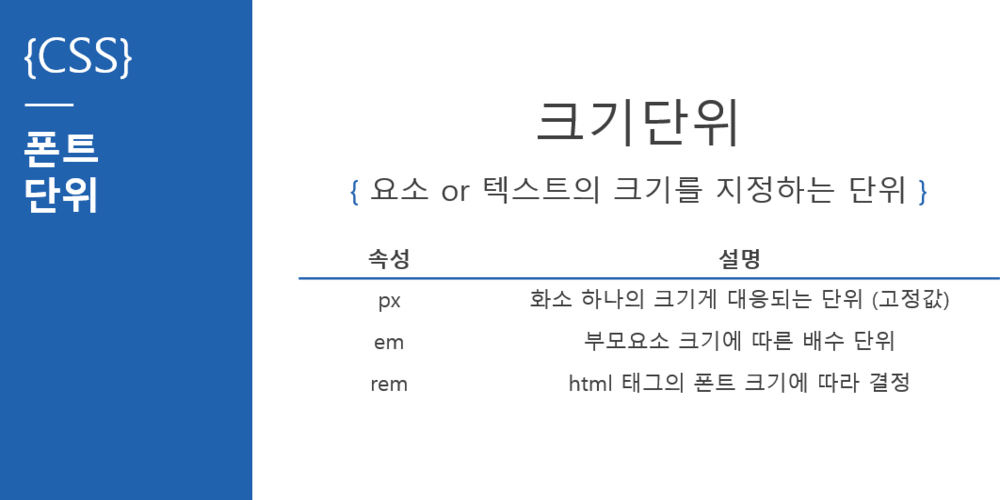 {CSS}
폰트
단위
크기단위
{ 요소 or 텍스트의 크기를 지정하는 단위 }
속성 설명
px 화소 하나의 크기게 대응되는 단위 (고정값)
em 부모요소 크기에 따른 배수 단위
rem html 태그의 폰트 크기에 따라 결정